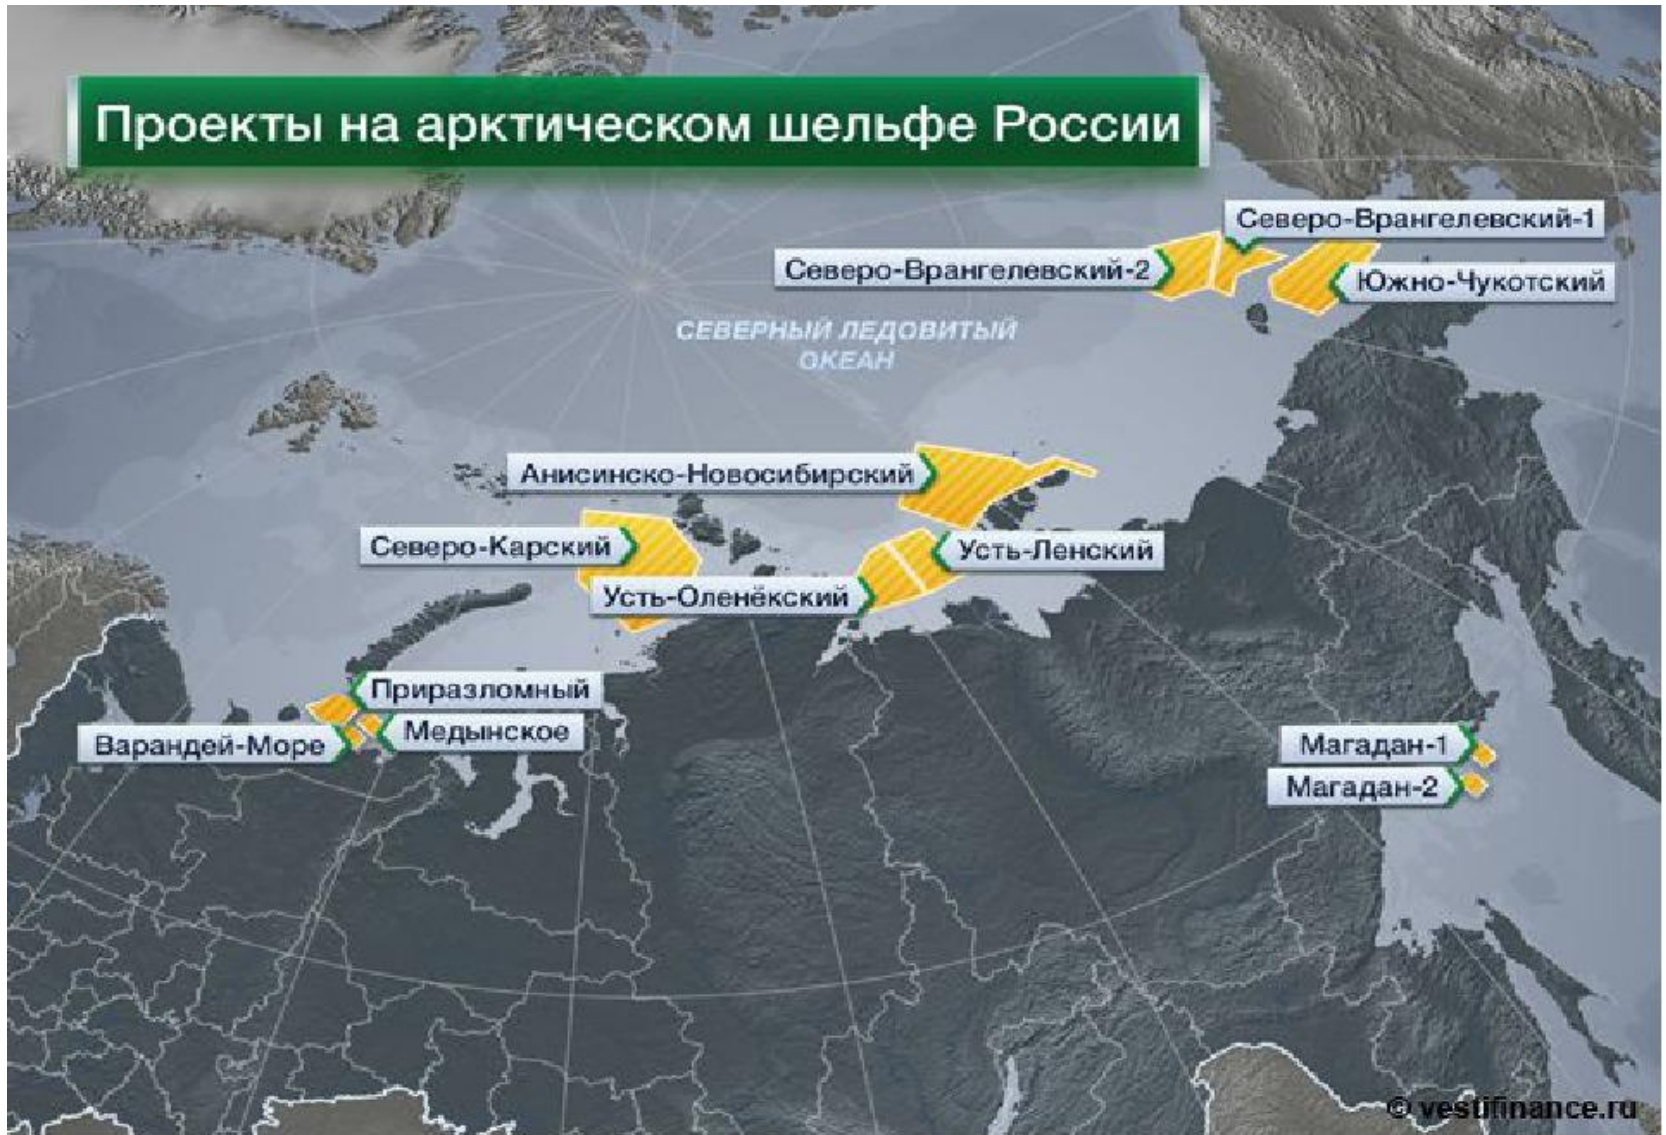 Проекты на арктическом шельфе России
Северо-Врангелевский-1
Северо-Врангелевский-2
Южно-Чукотский
СЕВЕРНЫЙ ЛЕДОВИТЫЙ
ОКЕАН
Анисинско-Новосибирский
Северо-Карский
Усть-Ленский
Усть-Оленёкский
Приразломный
Медынское
Варандей-Море
Магадан-1
Магадан-2
© vestifinance.ru